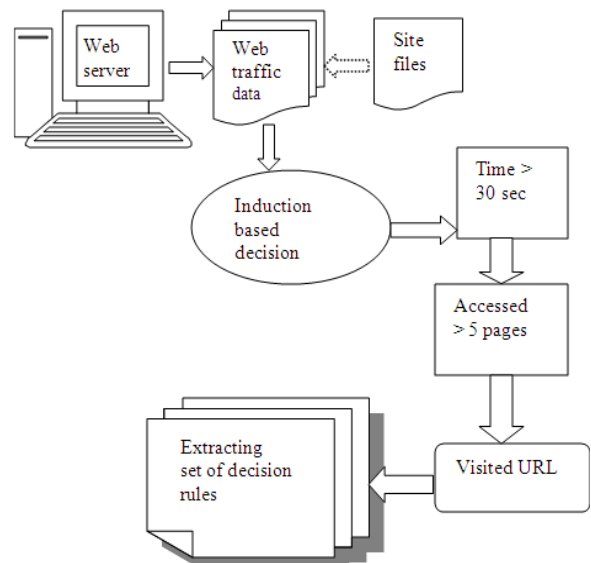 Web
server
Web
traffic
data
Site
files
Induction
based
decision
Time >
30 sec
Accessed
> 5 pages
Visited URL
Extracting
set of decision
rules